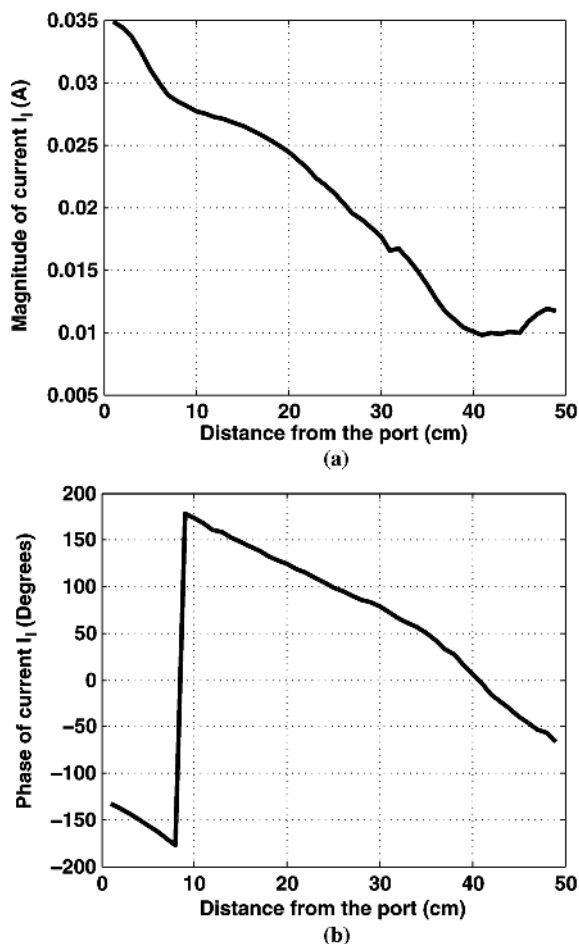 0.035
0.03
0.025
0.02
0.015
0.01
0.005
Magnitude of current I_l (A)
0 10 20 30 40 50
Distance from the port (cm)
(a)
200
150
100
50
0
−50
−100
−150
−200
Phase of current I_l (Degrees)
0 10 20 30 40 50
Distance from the port (cm)
(b)